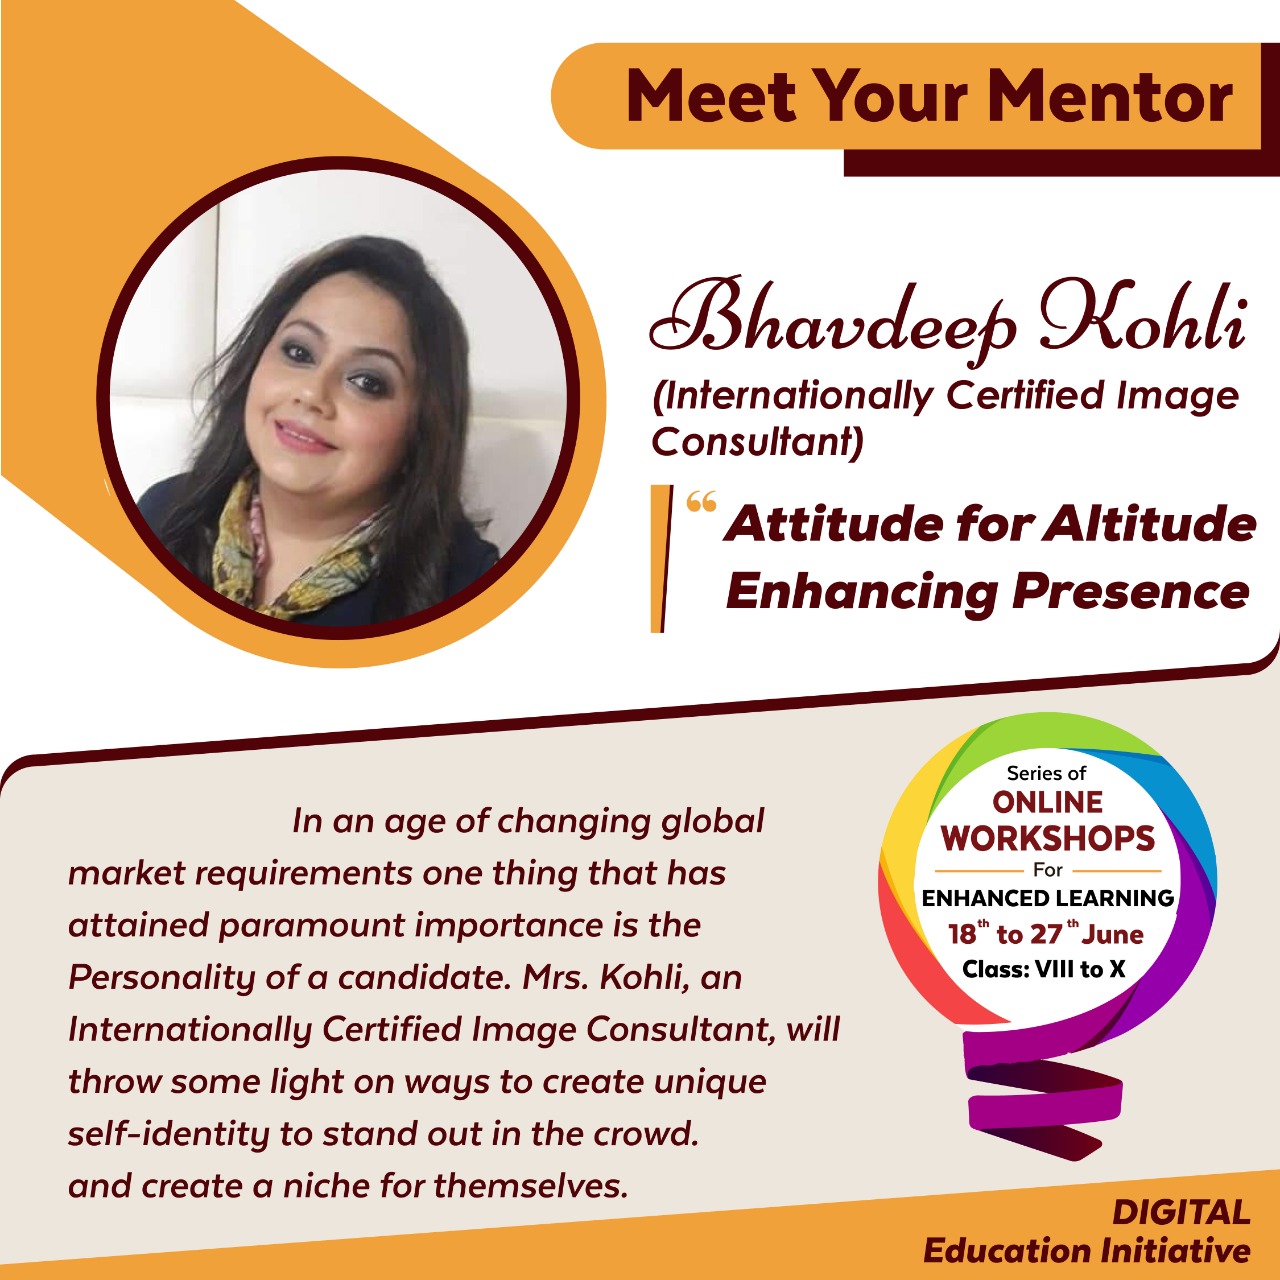 Meet Your Mentor
Bhavdeep Kohli
(Internationally Certified Image
Consultant)
“ Attitude for Altitude
Enhancing Presence
In an age of changing global
market requirements one thing that has
attained paramount importance is the
Personality of a candidate. Mrs. Kohli, an
Internationally Certified Image Consultant, will
throw some light on ways to create unique
self-identity to stand out in the crowd.
and create a niche for themselves.
Series of
ONLINE
WORKSHOPS
For
ENHANCED LEARNING
18th to 27th June
Class: VIII to X
DIGITAL
Education Initiative